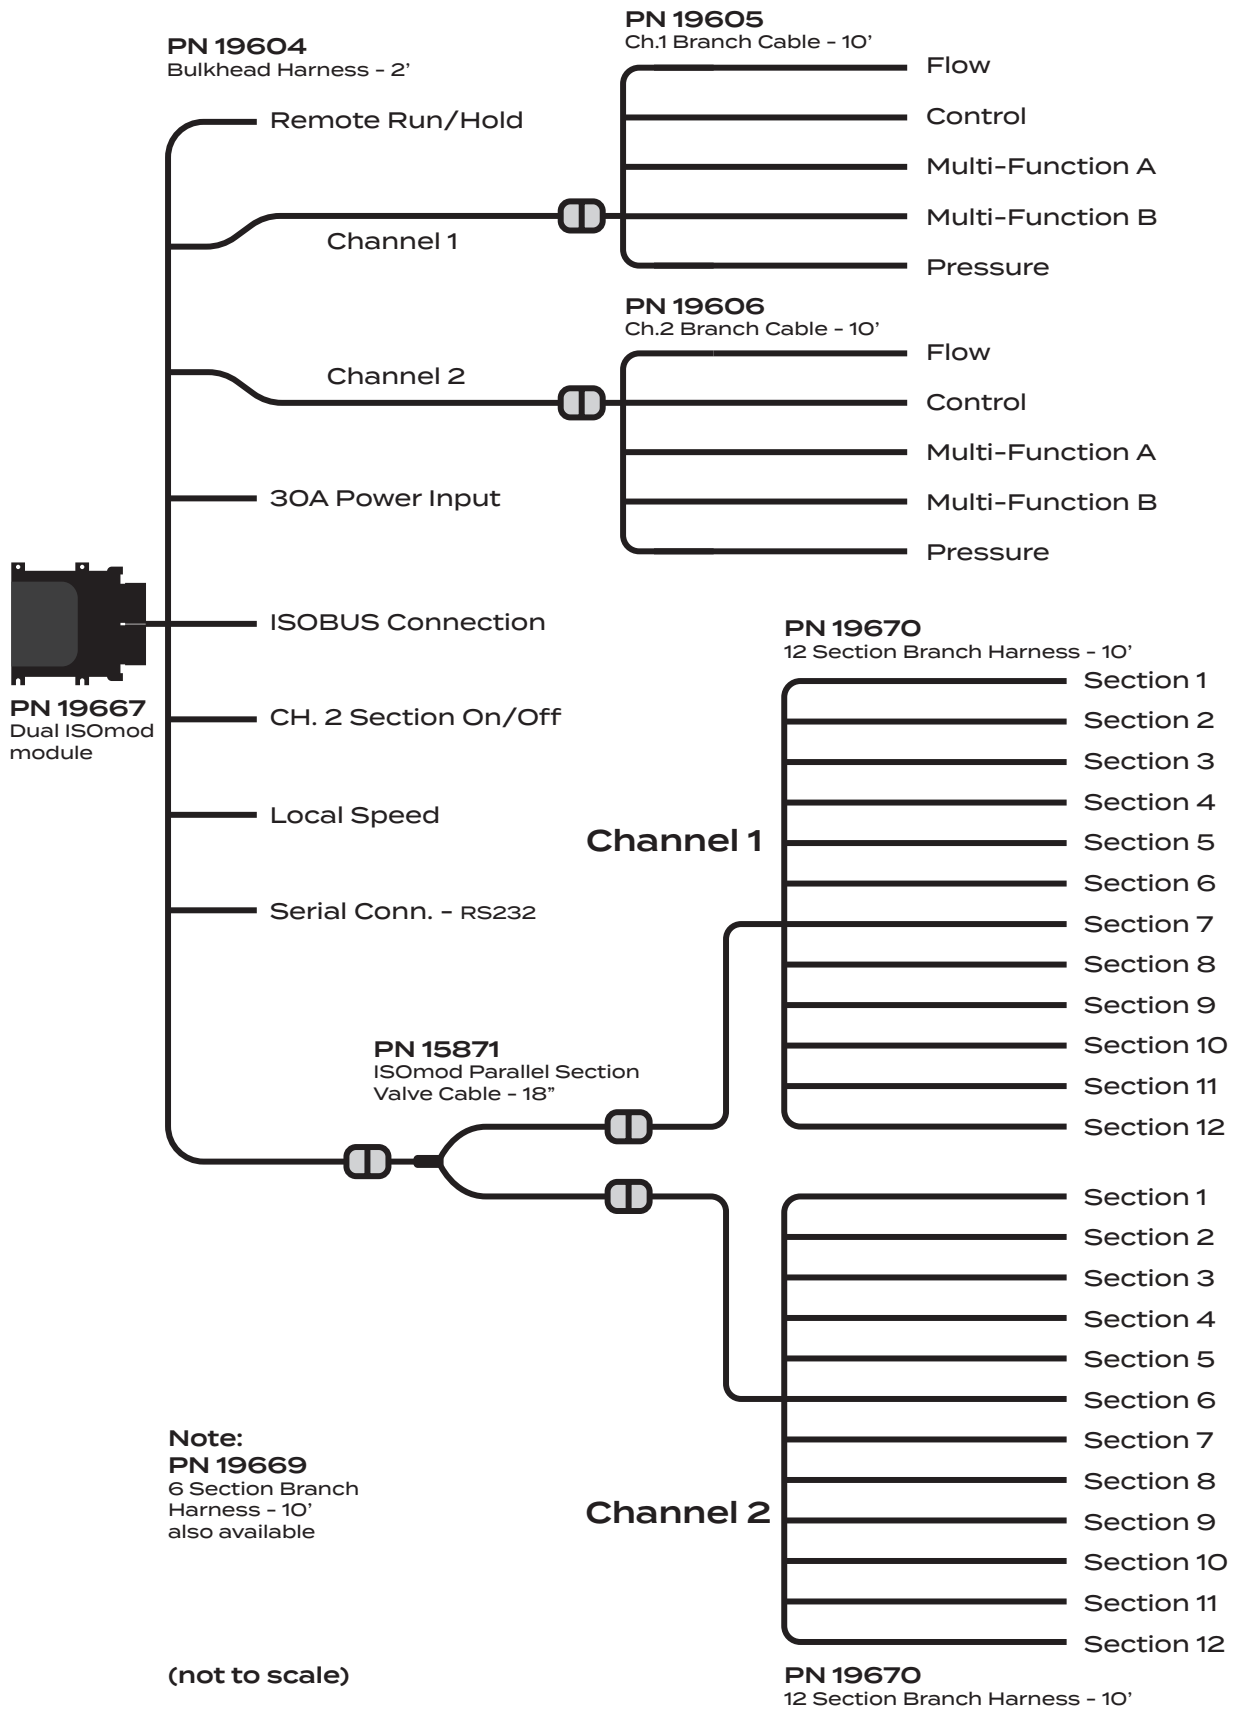 PN 19604
Bulkhead Harness - 2’
Remote Run/Hold
Channel 1
PN 19605
Ch.1 Branch Cable - 10’
Flow
Control
Multi-Function A
Multi-Function B
Pressure
PN 19606
Ch.2 Branch Cable - 10’
Channel 2
Flow
Control
Multi-Function A
Multi-Function B
Pressure
30A Power Input
ISOBUS Connection
PN 19667
Dual ISOmod
module
CH. 2 Section On/Off
Local Speed
Serial Conn. - RS232
PN 19670
12 Section Branch Harness - 10’
Channel 1
Section 1
Section 2
Section 3
Section 4
Section 5
Section 6
Section 7
Section 8
Section 9
Section 10
Section 11
Section 12
PN 15871
ISOmod Parallel Section
Valve Cable - 18”
Channel 2
Section 1
Section 2
Section 3
Section 4
Section 5
Section 6
Section 7
Section 8
Section 9
Section 10
Section 11
Section 12
PN 19670
12 Section Branch Harness - 10’
Note:
PN 19669
6 Section Branch
Harness - 10’
also available
(not to scale)